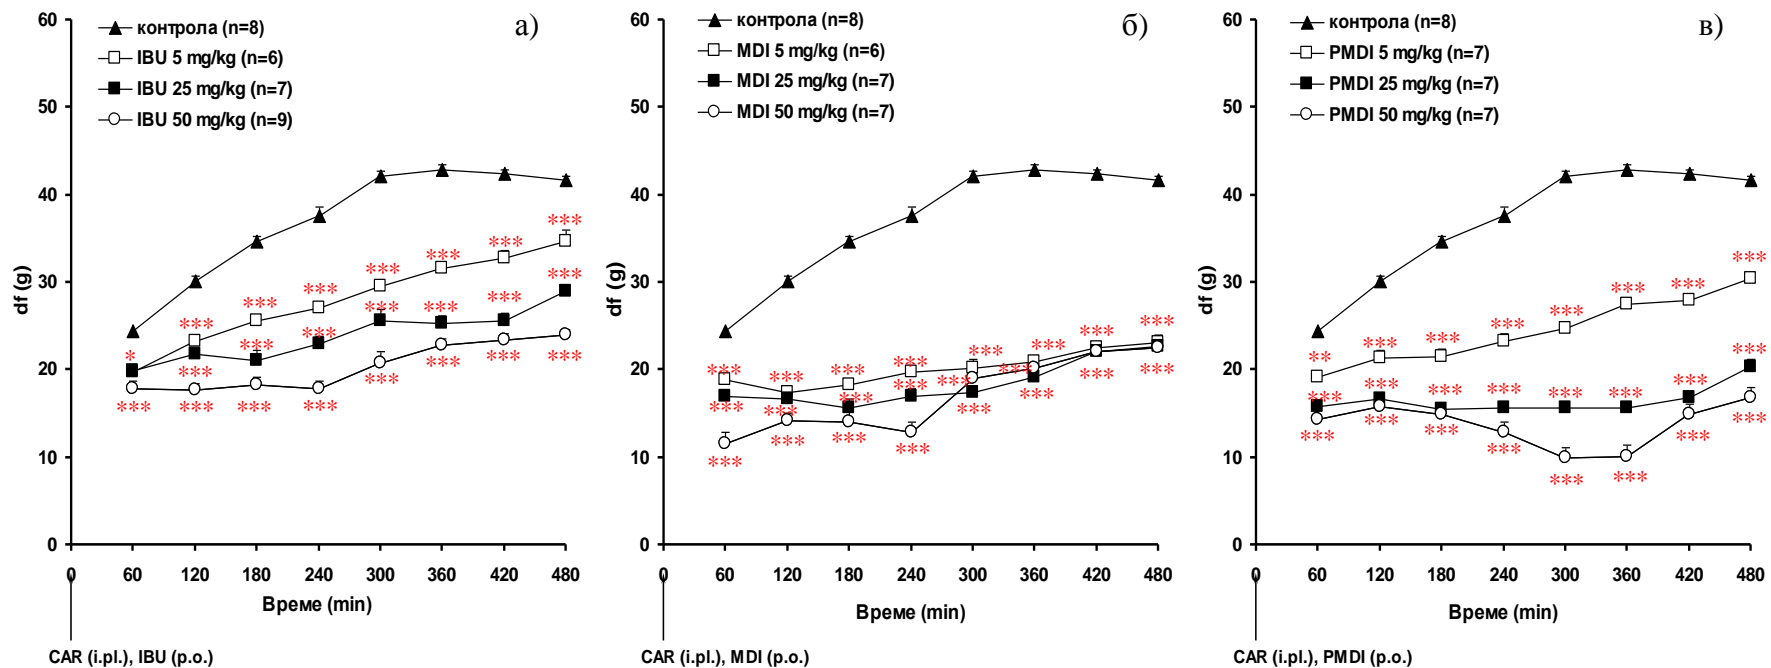 а)
контрола (n=8)
IBU 5 mg/kg (n=6)
IBU 25 mg/kg (n=7)
IBU 50 mg/kg (n=9)
df (g)
60
50
40
30
20
10
0
*** *** *** *** *** *** ***
* *** *** *** *** *** ***
*** *** *** *** *** *** *** ***
0 60 120 180 240 300 360 420 480
Време (min)
CAR (i.pl.), IBU (p.o.)
б)
контрола (n=8)
MDI 5 mg/kg (n=6)
MDI 25 mg/kg (n=7)
MDI 50 mg/kg (n=7)
df (g)
60
50
40
30
20
10
0
*** *** *** *** *** *** *** ***
*** *** *** *** *** *** *** ***
*** *** *** *** *** ***
0 60 120 180 240 300 360 420 480
Време (min)
CAR (i.pl.), MDI (p.o.)
в)
контрола (n=8)
PMDI 5 mg/kg (n=7)
PMDI 25 mg/kg (n=7)
PMDI 50 mg/kg (n=7)
df (g)
60
50
40
30
20
10
0
** *** *** *** *** *** *** ***
*** *** *** *** *** *** *** ***
*** *** *** *** *** *** *** ***
0 60 120 180 240 300 360 420 480
Време (min)
CAR (i.pl.), PMDI (p.o.)